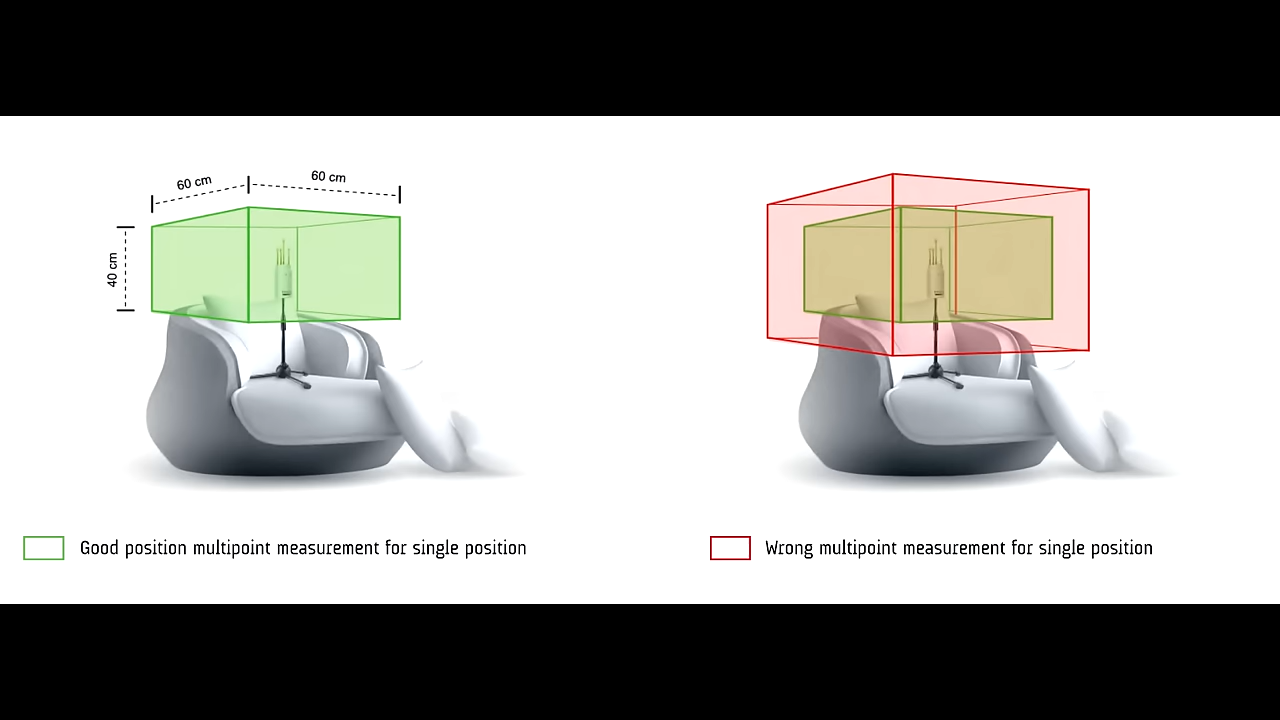 60 cm
60 cm
40 cm
Good position multipoint measurement for single position
Wrong multipoint measurement for single position